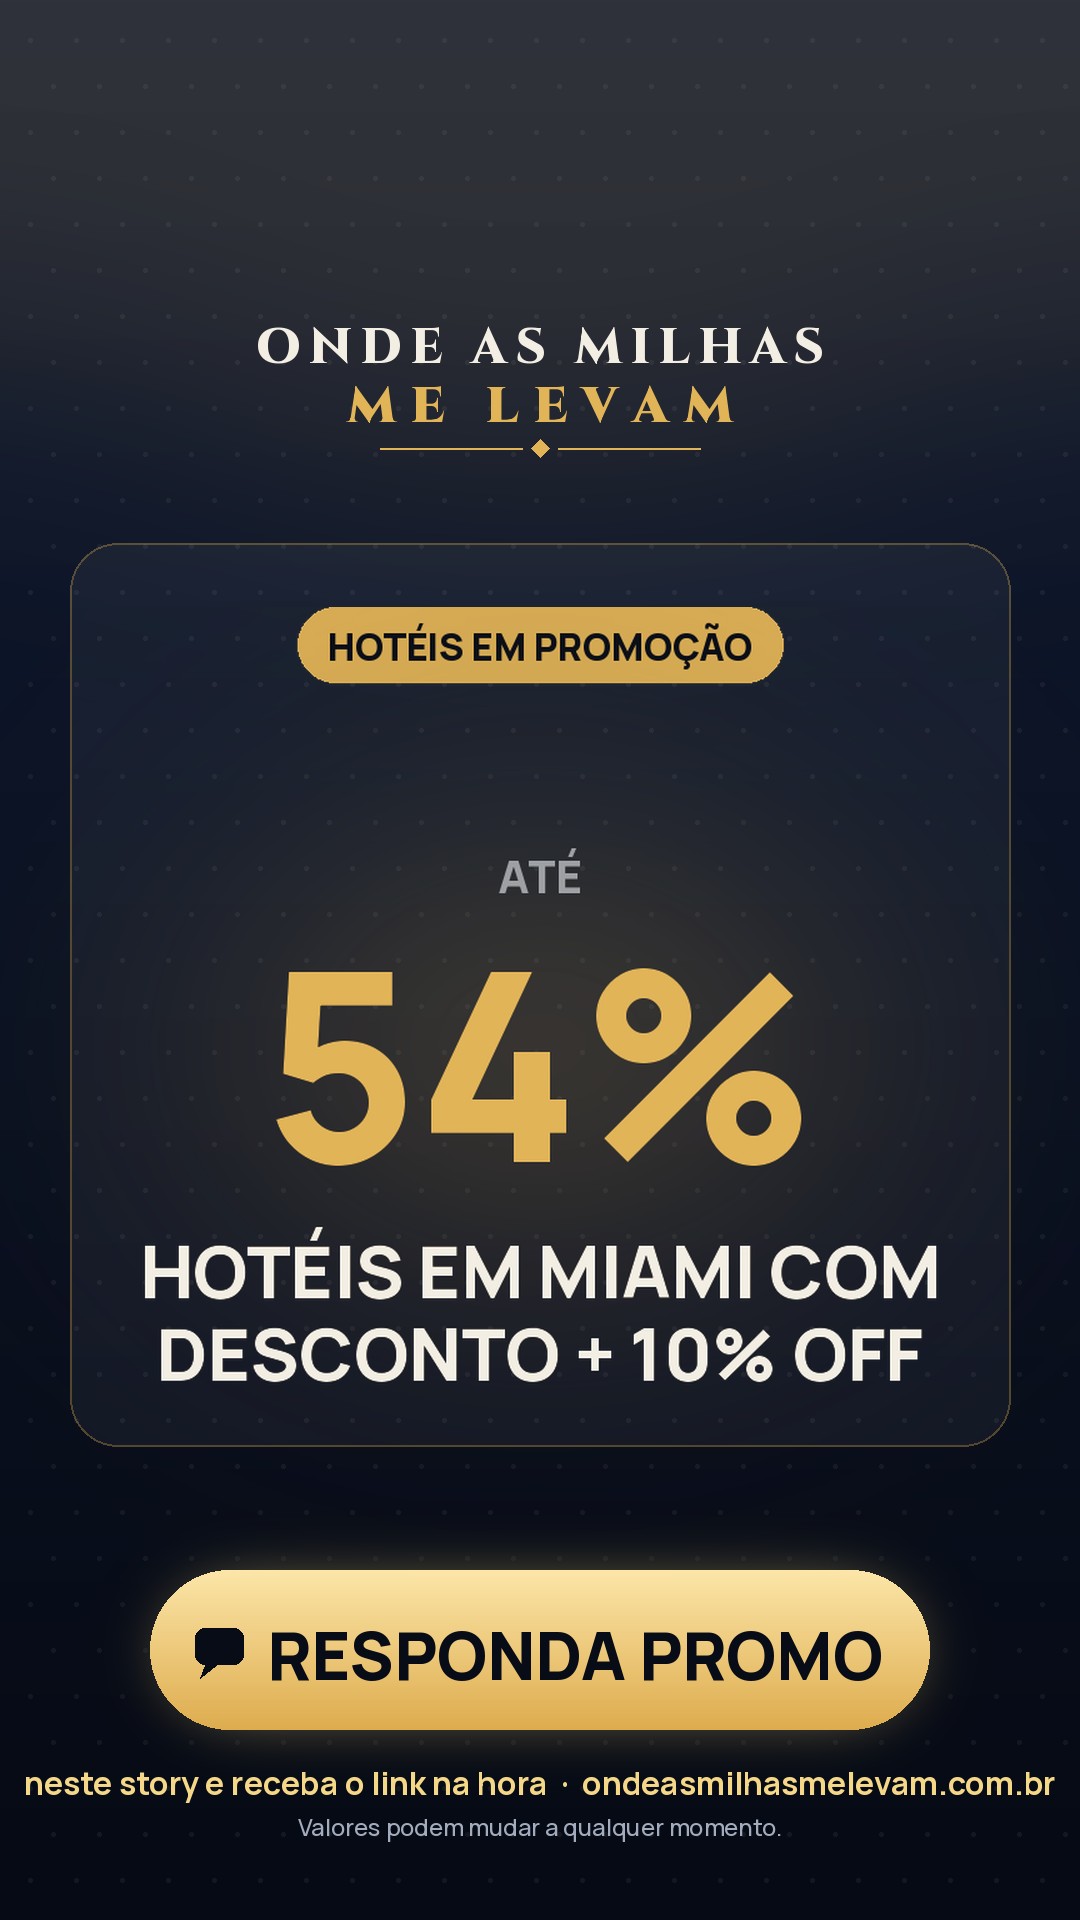 ONDE AS MILHAS
ME LEVAM
HOTÉIS EM PROMOÇÃO
ATÉ
54%
HOTÉIS EM MIAMI COM
DESCONTO + 10% OFF
RESPONDA PROMO
neste story e receba o link na hora · ondeasmilhasmelevam.com.br
Valores podem mudar a qualquer momento.